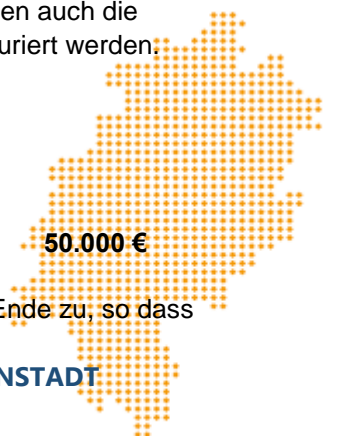 en auch die
uriert werden.
50.000 €
Ende zu, so dass
NSTADT